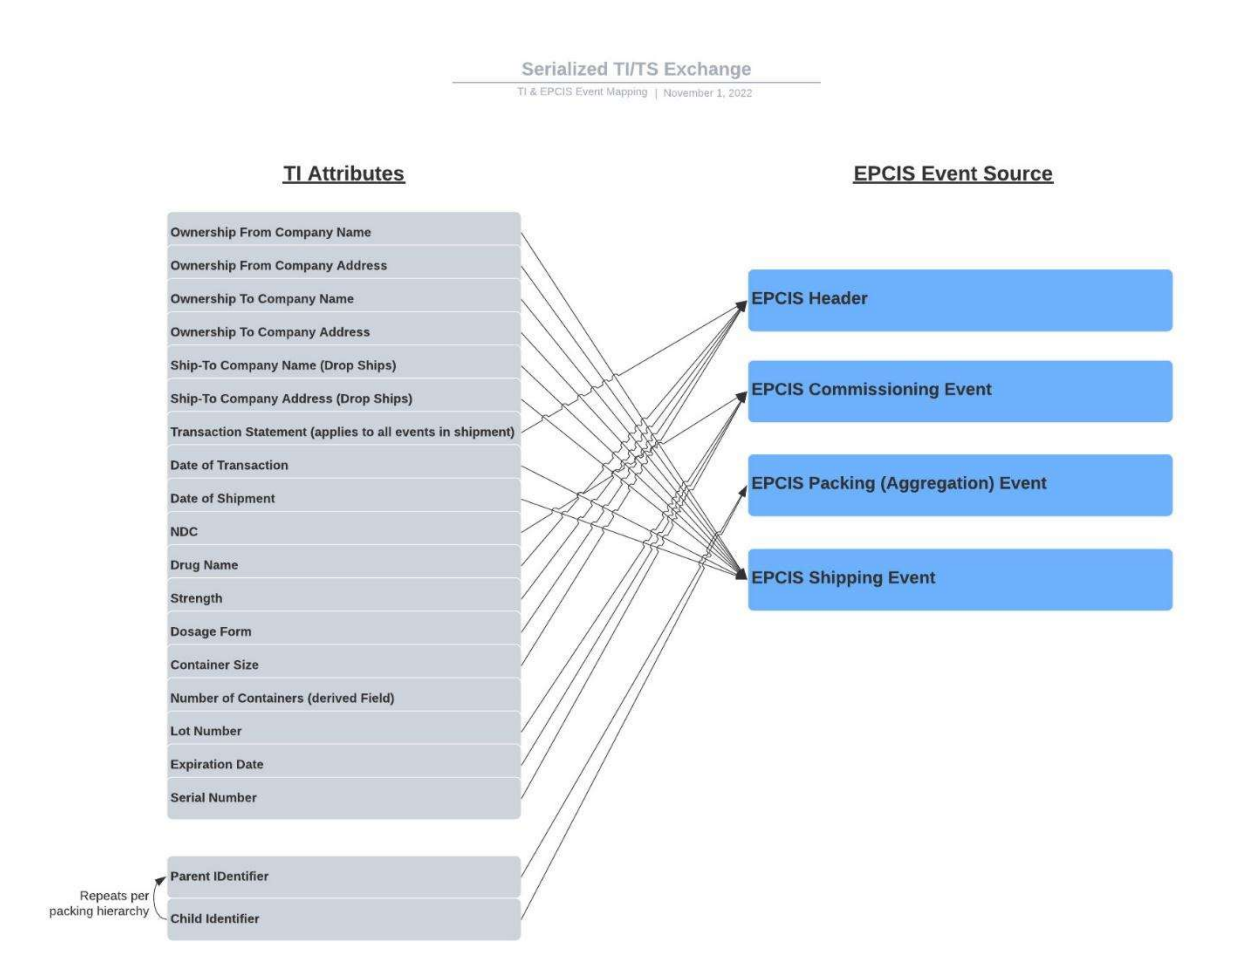 Serialized TI/TS Exchange
TI & EPCIS Event Mapping | November 1, 2022
TI Attributes
Ownership From Company Name
Ownership From Company Address
Ownership To Company Name
Ownership To Company Address
Ship-To Company Name (Drop Ships)
Ship-To Company Address (Drop Ships)
Transaction Statement (applies to all events in shipment)
Date of Transaction
Date of Shipment
NDC
Drug Name
Strength
Dosage Form
Container Size
Number of Containers (derived Field)
Lot Number
Expiration Date
Serial Number
Parent IDentifier
Child Identifier
Repeats per
packing hierarchy
EPCIS Event Source
EPCIS Header
EPCIS Commissioning Event
EPCIS Packing (Aggregation) Event
EPCIS Shipping Event